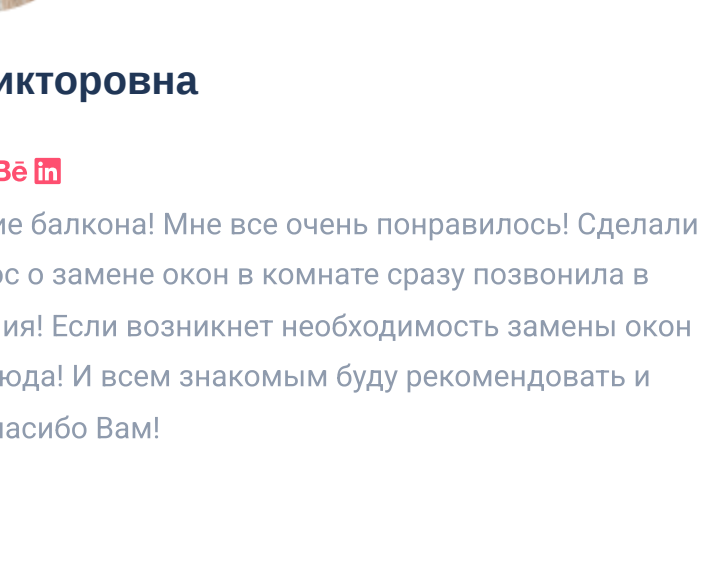 икторовна
Bē in
ие балкона! Мне все очень понравилось! Сделали
ос о замене окон в комнате сразу позвонила в
ия! Если возникнет необходимость замены окон
юда! И всем знакомым буду рекомендовать и
пасибо Вам!